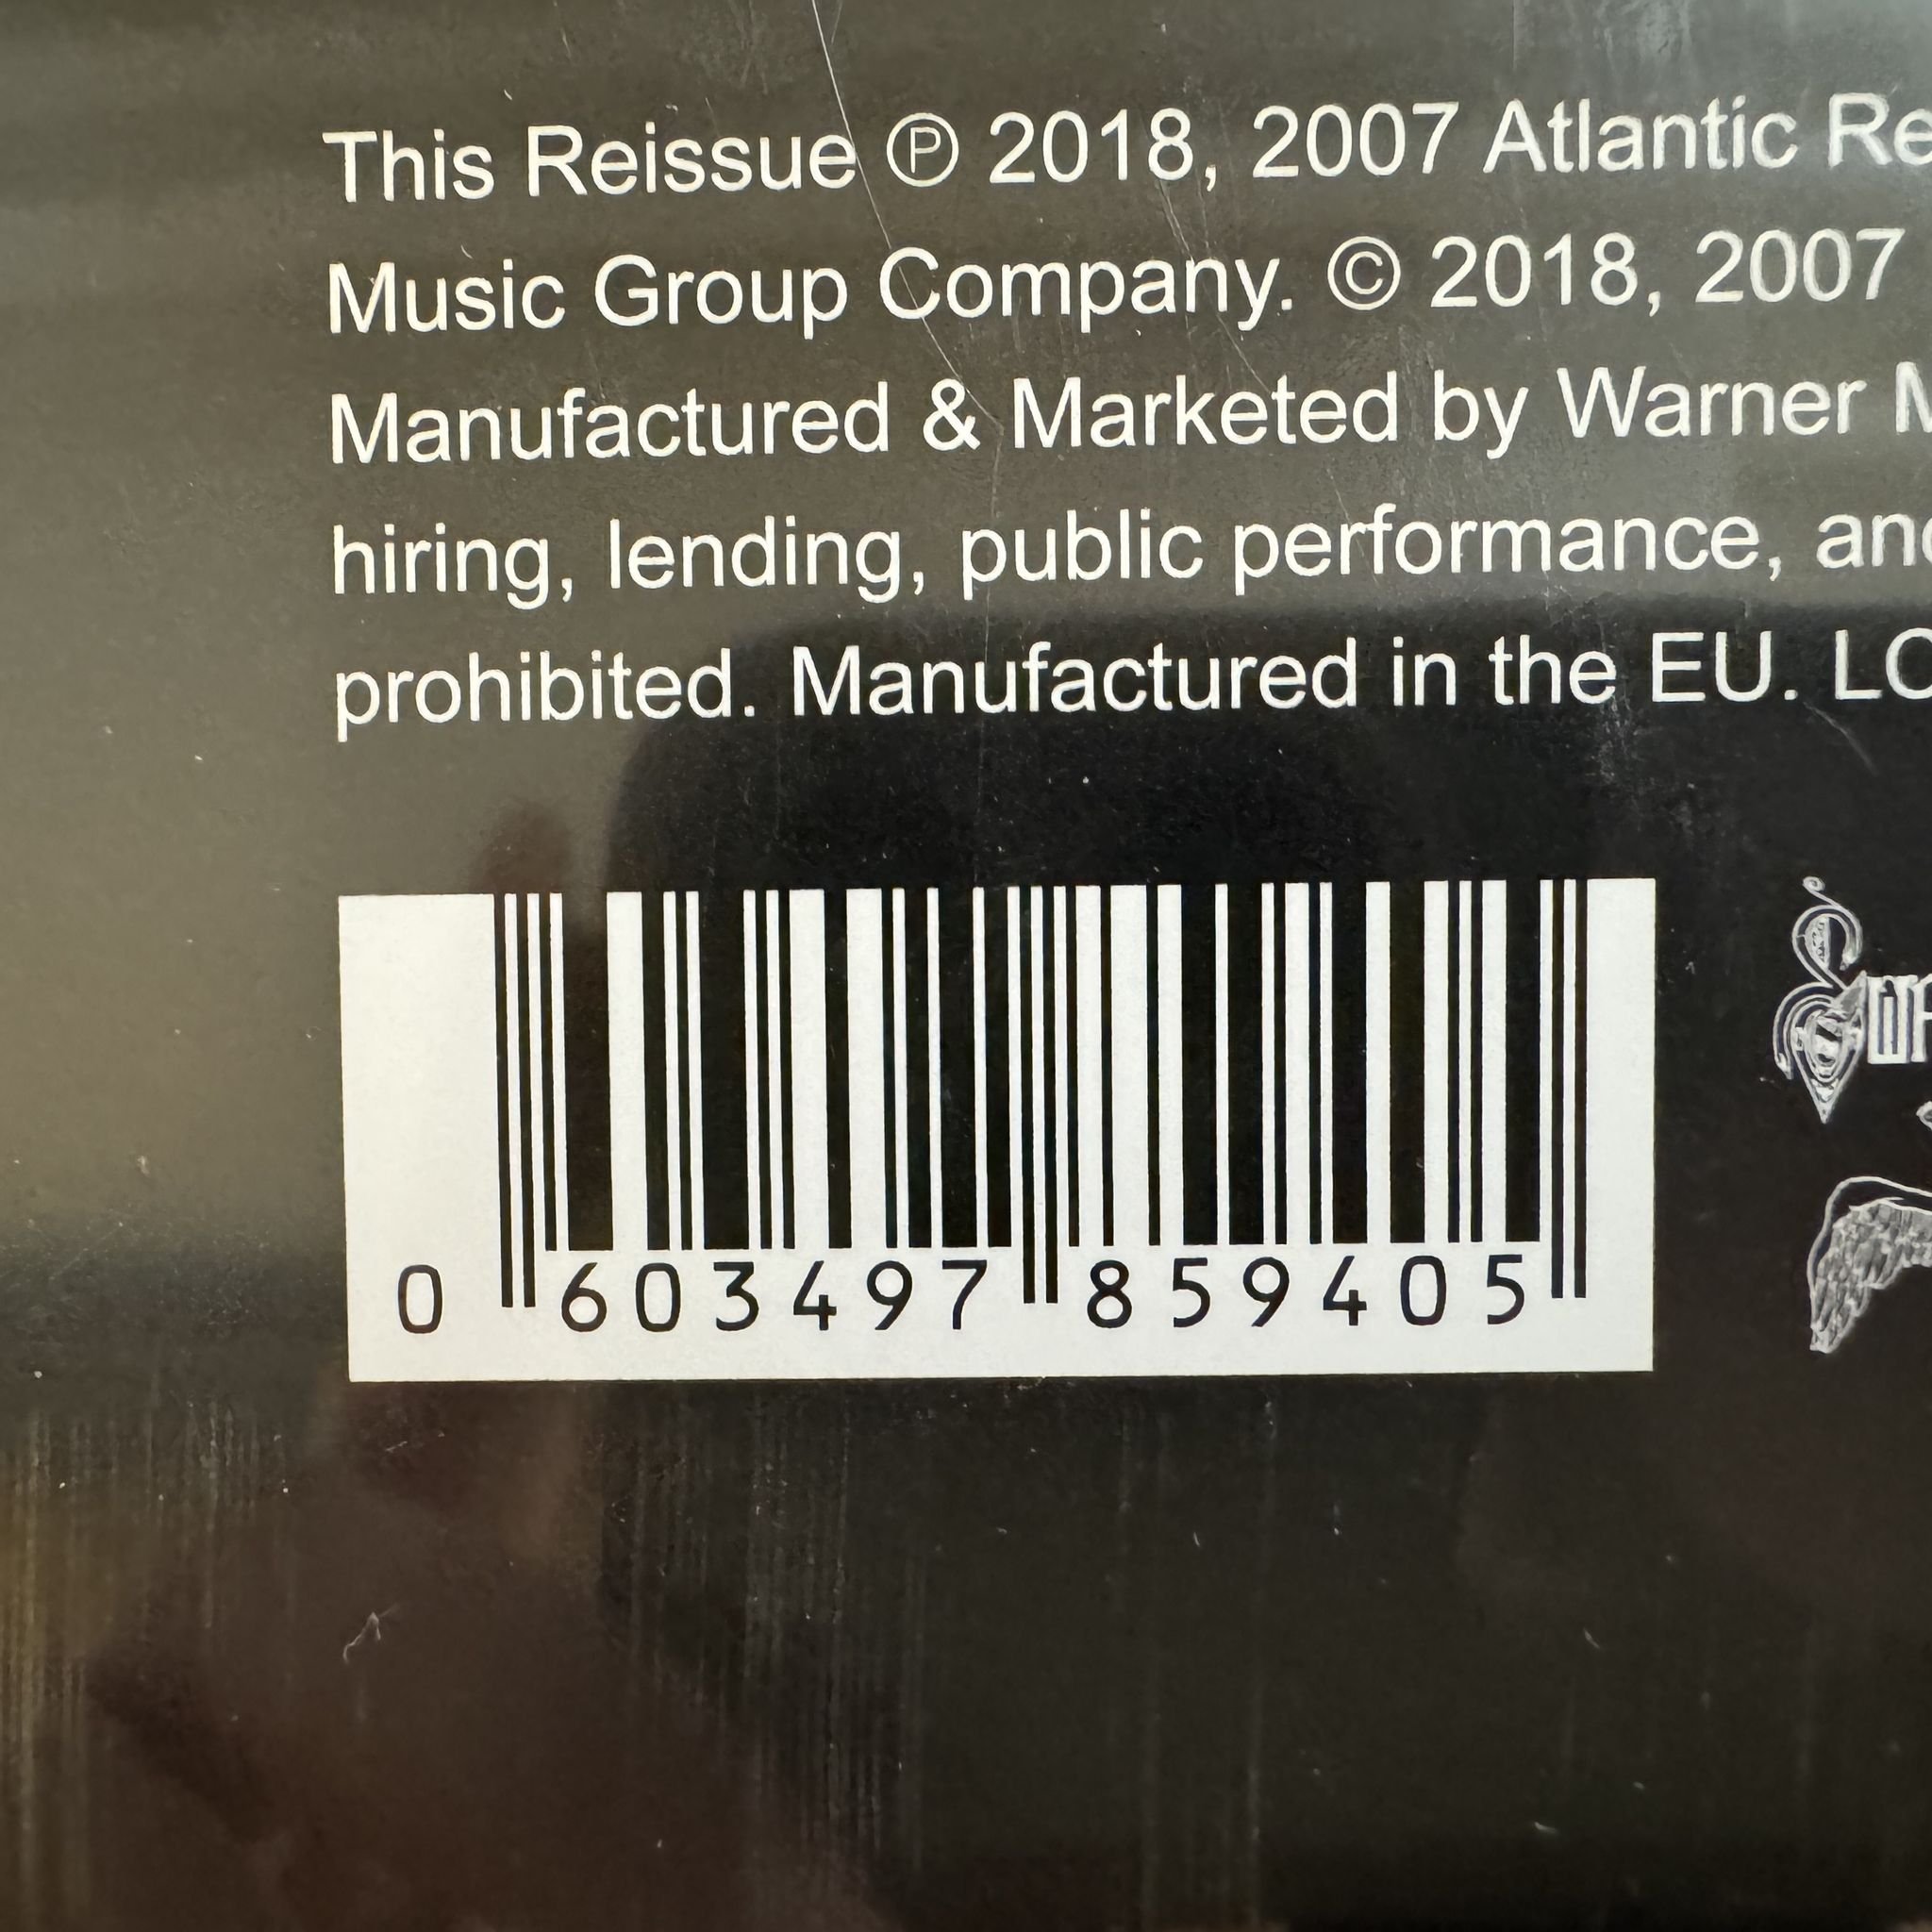 This Reissue ℗ 2018, 2007 Atlantic
Music Group Company. © 2018, 2007
Manufactured & Marketed by Warner
hiring, lending, public performance,
prohibited. Manufactured in the EU.
0 603497 859405